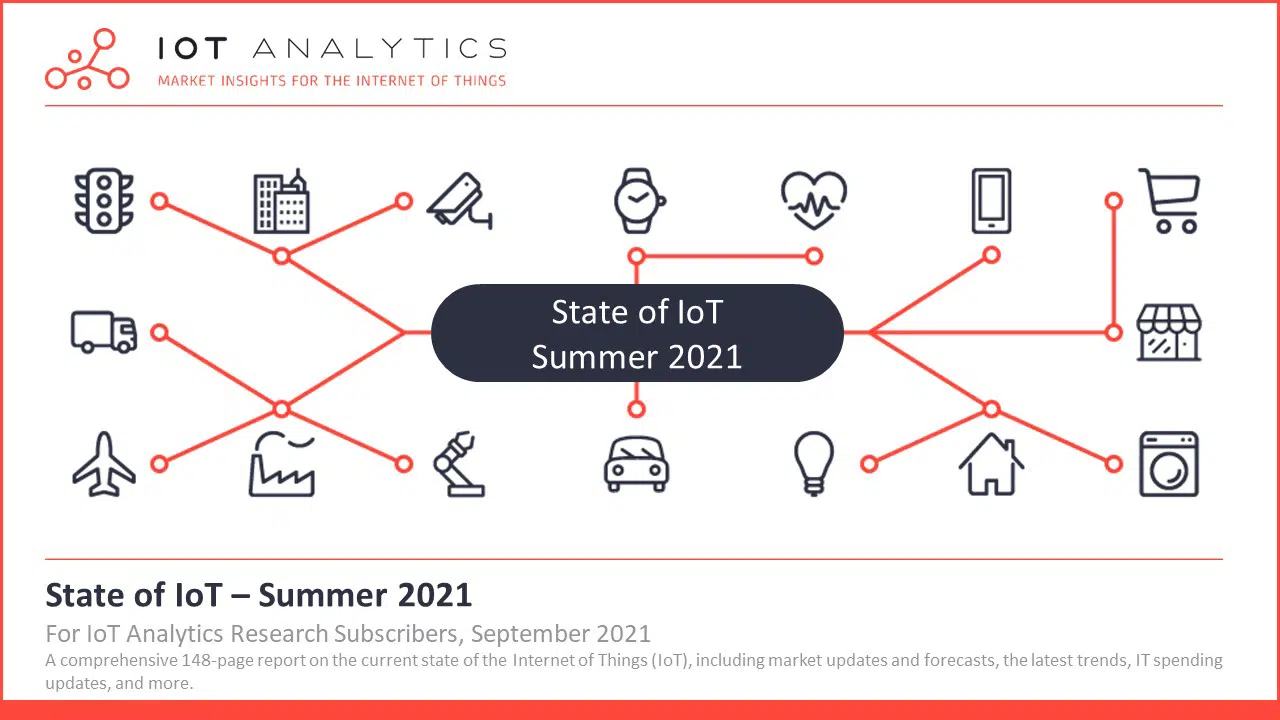 IOT ANALYTICS
MARKET INSIGHTS FOR THE INTERNET OF THINGS
State of IoT
Summer 2021
State of IoT – Summer 2021
For IoT Analytics Research Subscribers, September 2021
A comprehensive 148-page report on the current state of the Internet of Things (IoT), including market updates and forecasts, the latest trends, IT spending
updates, and more.